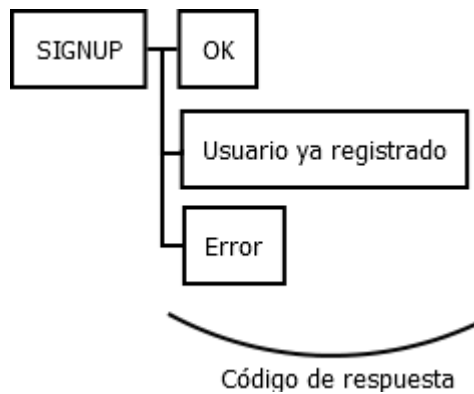 SIGNUP
OK
Usuario ya registrado
Error
Código de respuesta